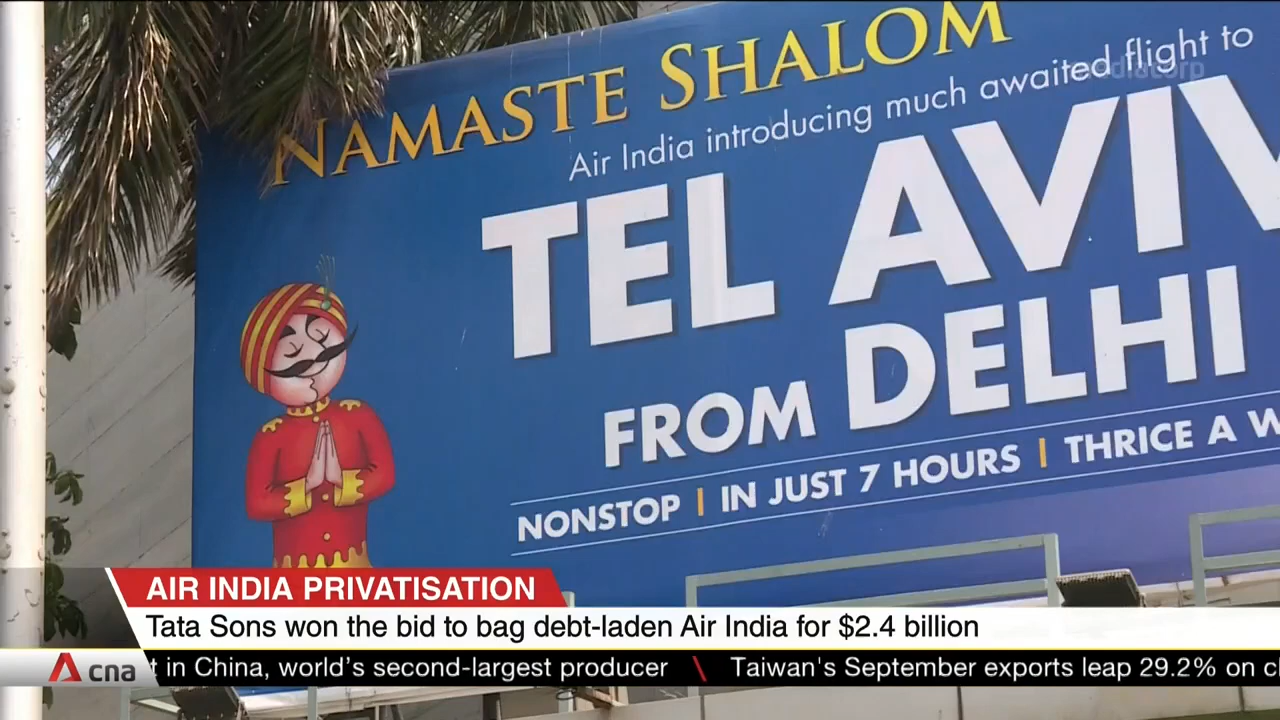 NAMASTE SHALOM
Air India introducing much awaited flight to
mediacorp
TEL AVIV
FROM DELHI
NONSTOP | IN JUST 7 HOURS | THRICE A W
AIR INDIA PRIVATISATION
Tata Sons won the bid to bag debt-laden Air India for $2.4 billion
cna
t in China, world's second-largest producer \ Taiwan's September exports leap 29.2% on c